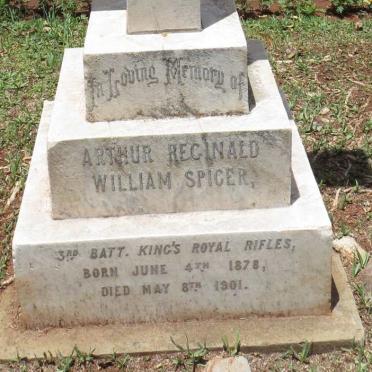 In Loving Memory of
ARTHUR REGINALD
WILLIAM SPICER,
3RD BATT. KING'S ROYAL RIFLES,
BORN JUNE 4TH 1878,
DIED MAY 8TH 1901.